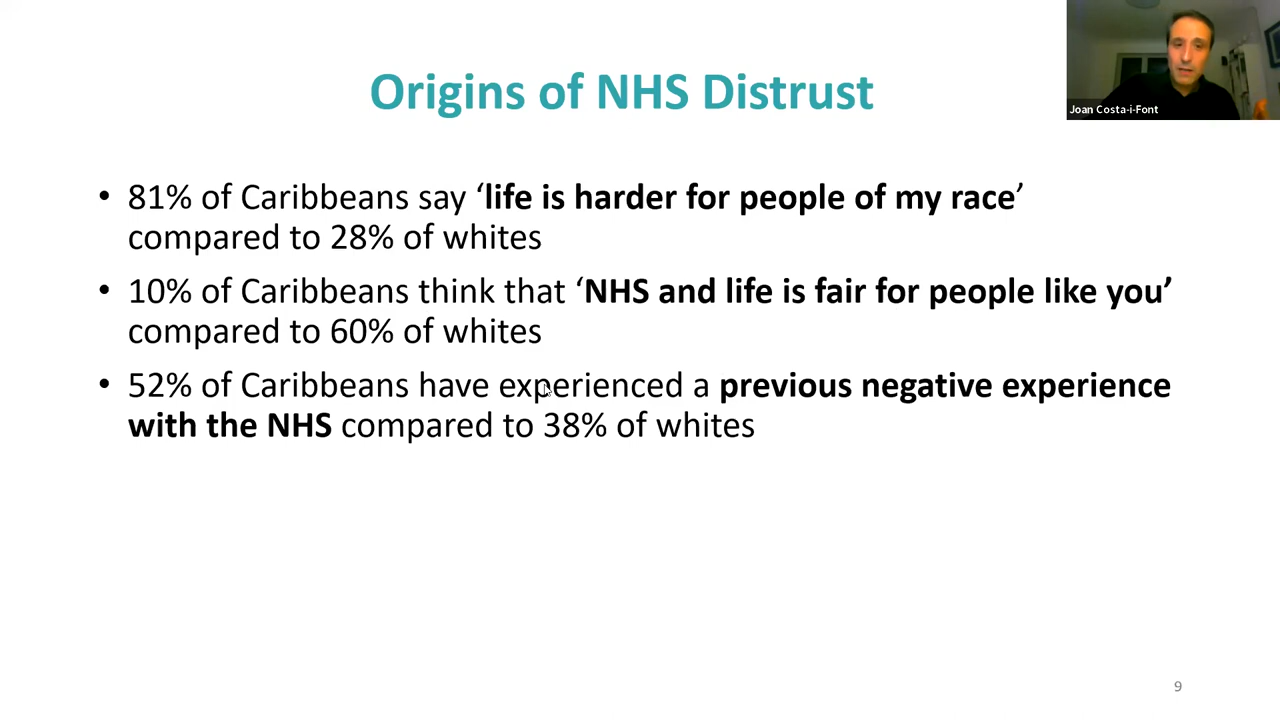 Origins of NHS Distrust
Joan Costa-i-Font
• 81% of Caribbeans say ‘life is harder for people of my race’
compared to 28% of whites
• 10% of Caribbeans think that ‘NHS and life is fair for people like you’
compared to 60% of whites
• 52% of Caribbeans have experienced a previous negative experience
with the NHS compared to 38% of whites
9